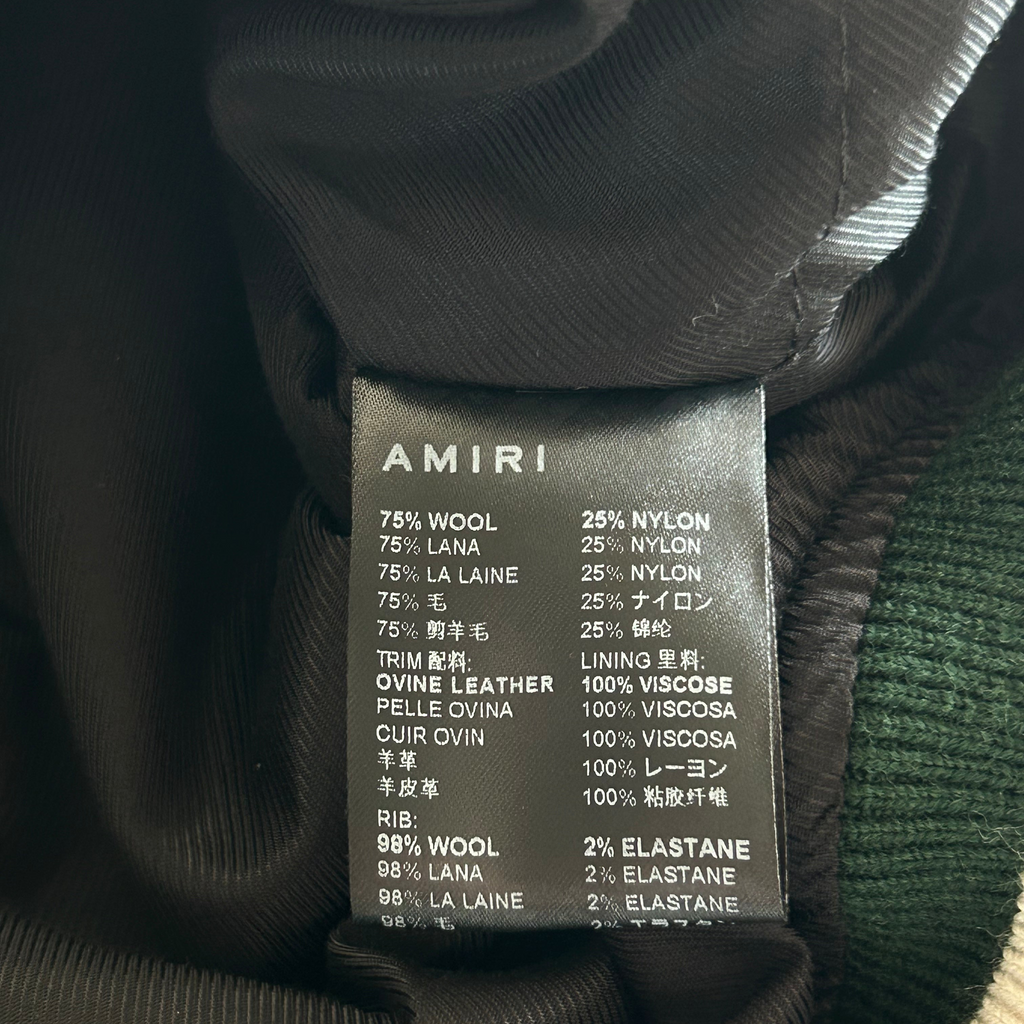 AMIRI
75% WOOL 25% NYLON
75% LANA 25% NYLON
75% LA LAINE 25% NYLON
75% 毛 25% ナイロン
75% 剪羊毛 25% 锦纶
TRIM 配料: LINING 里料:
OVINE LEATHER 100% VISCOSE
PELLE OVINA 100% VISCOSA
CUIR OVIN 100% VISCOSA
羊革 100% レーヨン
羊皮革 100% 粘胶纤维
RIB:
98% WOOL 2% ELASTANE
98% LANA 2% ELASTANE
98% LA LAINE 2% ELASTANE
98% 毛 2%